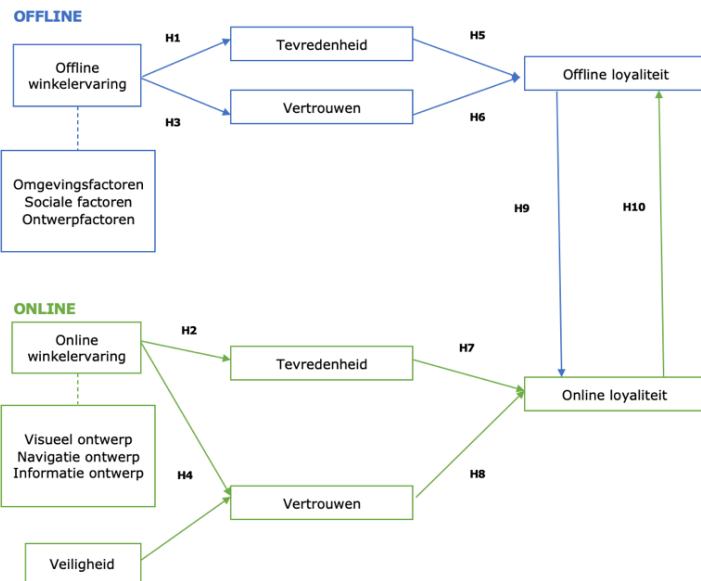 OFFLINE
H1
Tevredenheid
H5
Offline
winkelervaring
Offline loyaliteit
Vertrouwen
H3
H6
Omgevingsfactoren
Sociale factoren
Ontwerpfactoren
H9
H10
ONLINE
H2
Online
winkelervaring
H7
Tevredenheid
Online loyaliteit
Visueel ontwerp
Navigatie ontwerp
Informatie ontwerp
H4
H8
Vertrouwen
Veiligheid